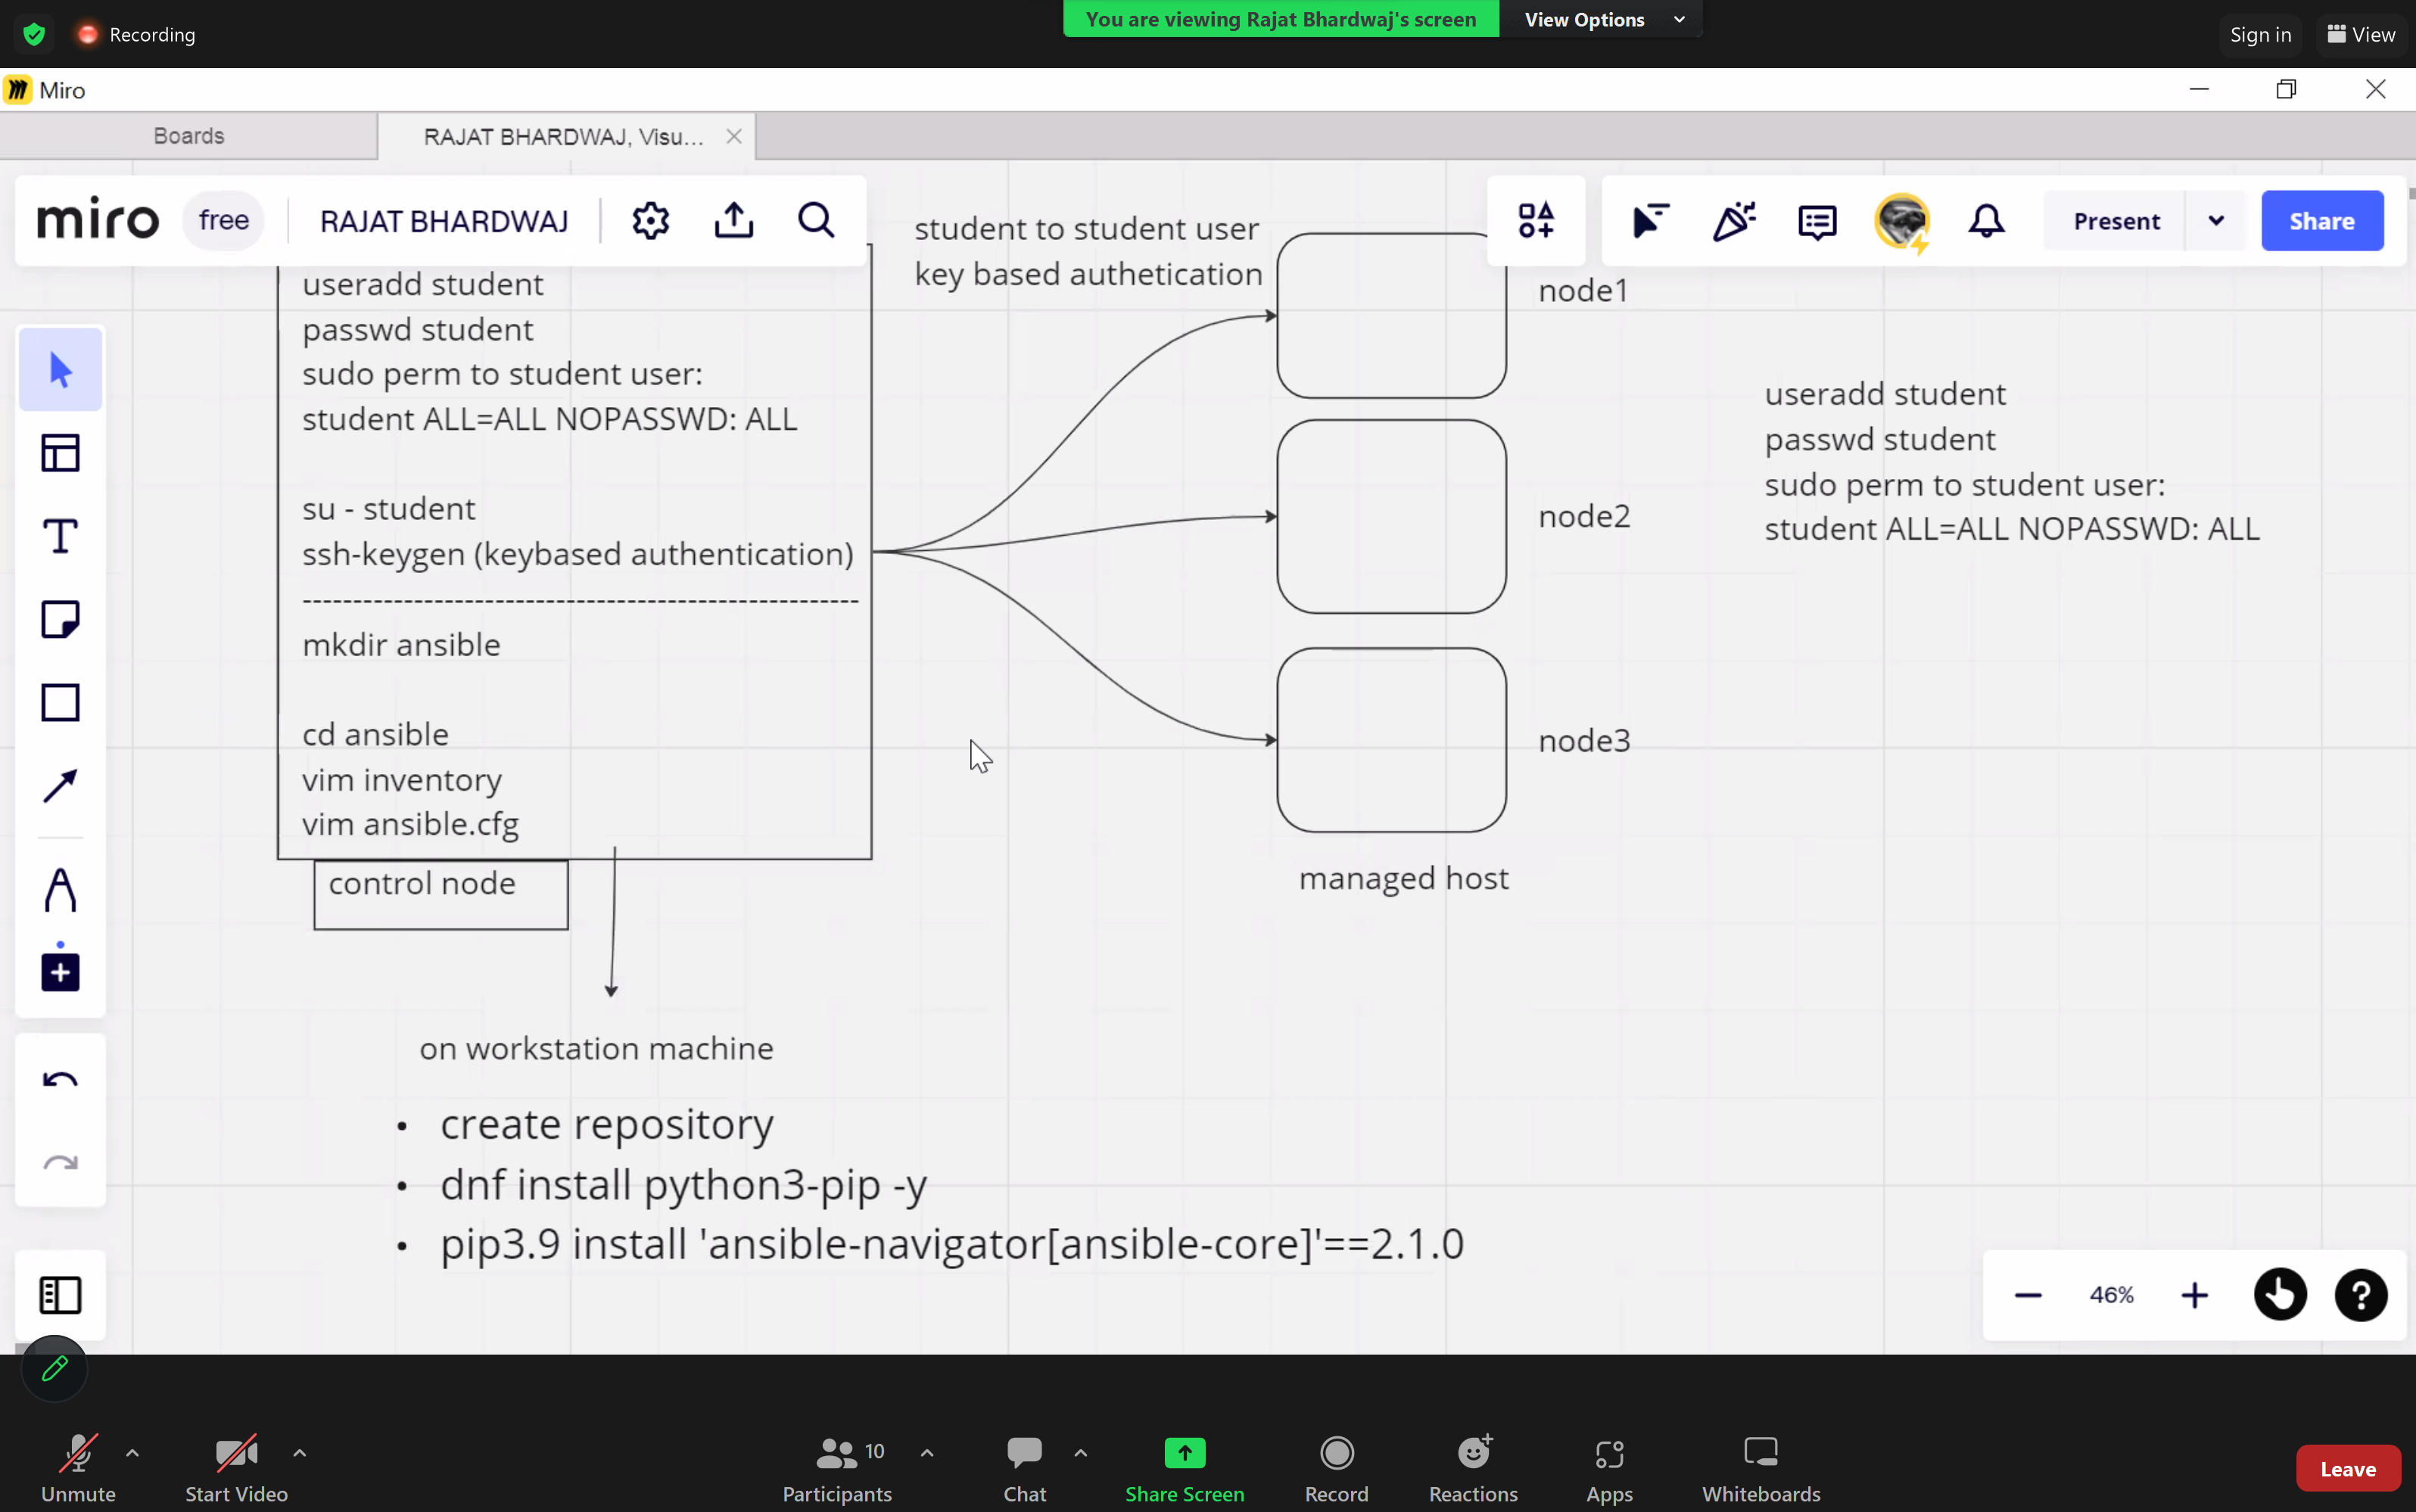 Recording
You are viewing Rajat Bhardwaj's screen
View Options
Sign in
View
Miro
Boards
RAJAT BHARDWAJ, Visu...
miro
free
RAJAT BHARDWAJ
Present
Share
useradd student
passwd student
sudo perm to student user:
student ALL=ALL NOPASSWD: ALL
su - student
ssh-keygen (keybased authentication)
----------------------------------------------------------
mkdir ansible
cd ansible
vim inventory
vim ansible.cfg
control node
student to student user
key based authetication
node1
node2
node3
managed host
useradd student
passwd student
sudo perm to student user:
student ALL=ALL NOPASSWD: ALL
on workstation machine
• create repository
• dnf install python3-pip -y
• pip3.9 install 'ansible-navigator[ansible-core]'==2.1.0
46%
Unmute
Start Video
10
Participants
Chat
Share Screen
Record
Reactions
Apps
Whiteboards
Leave